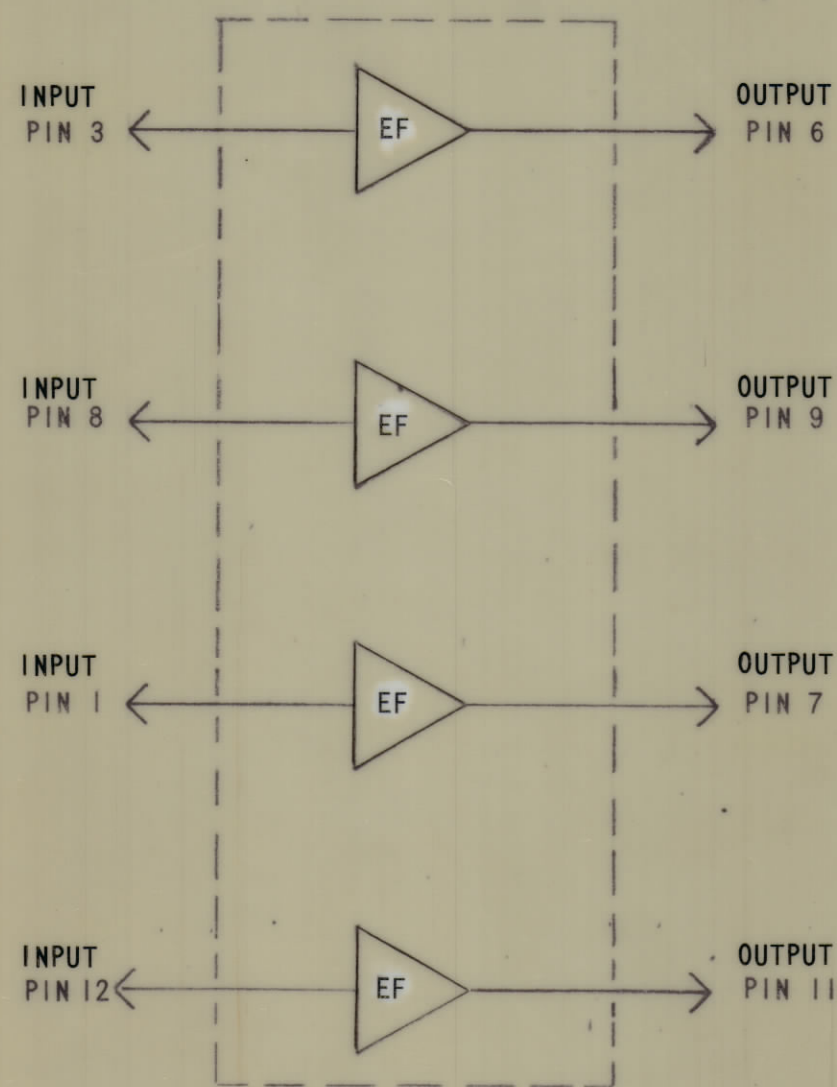 INPUT
PIN 3
EF
OUTPUT
PIN 6
INPUT
PIN 8
EF
OUTPUT
PIN 9
INPUT
PIN 1
EF
OUTPUT
PIN 7
INPUT
PIN 12
EF
OUTPUT
PIN 11